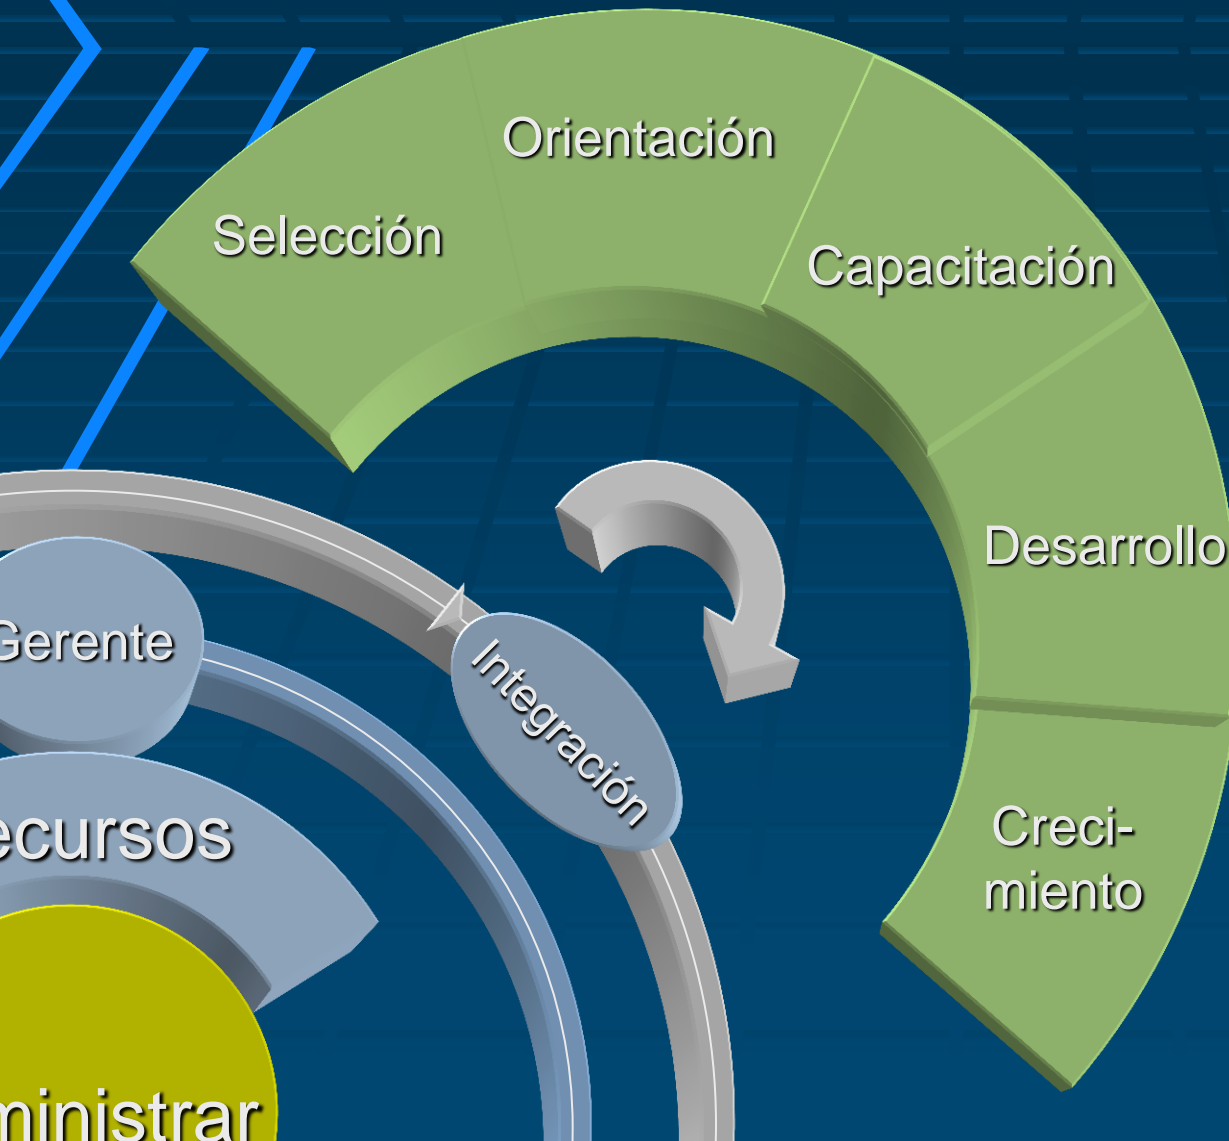 Orientación
Selección
Capacitación
Desarrollo
Gerente
Integración
ecursos
Creci-
miento
ministrar